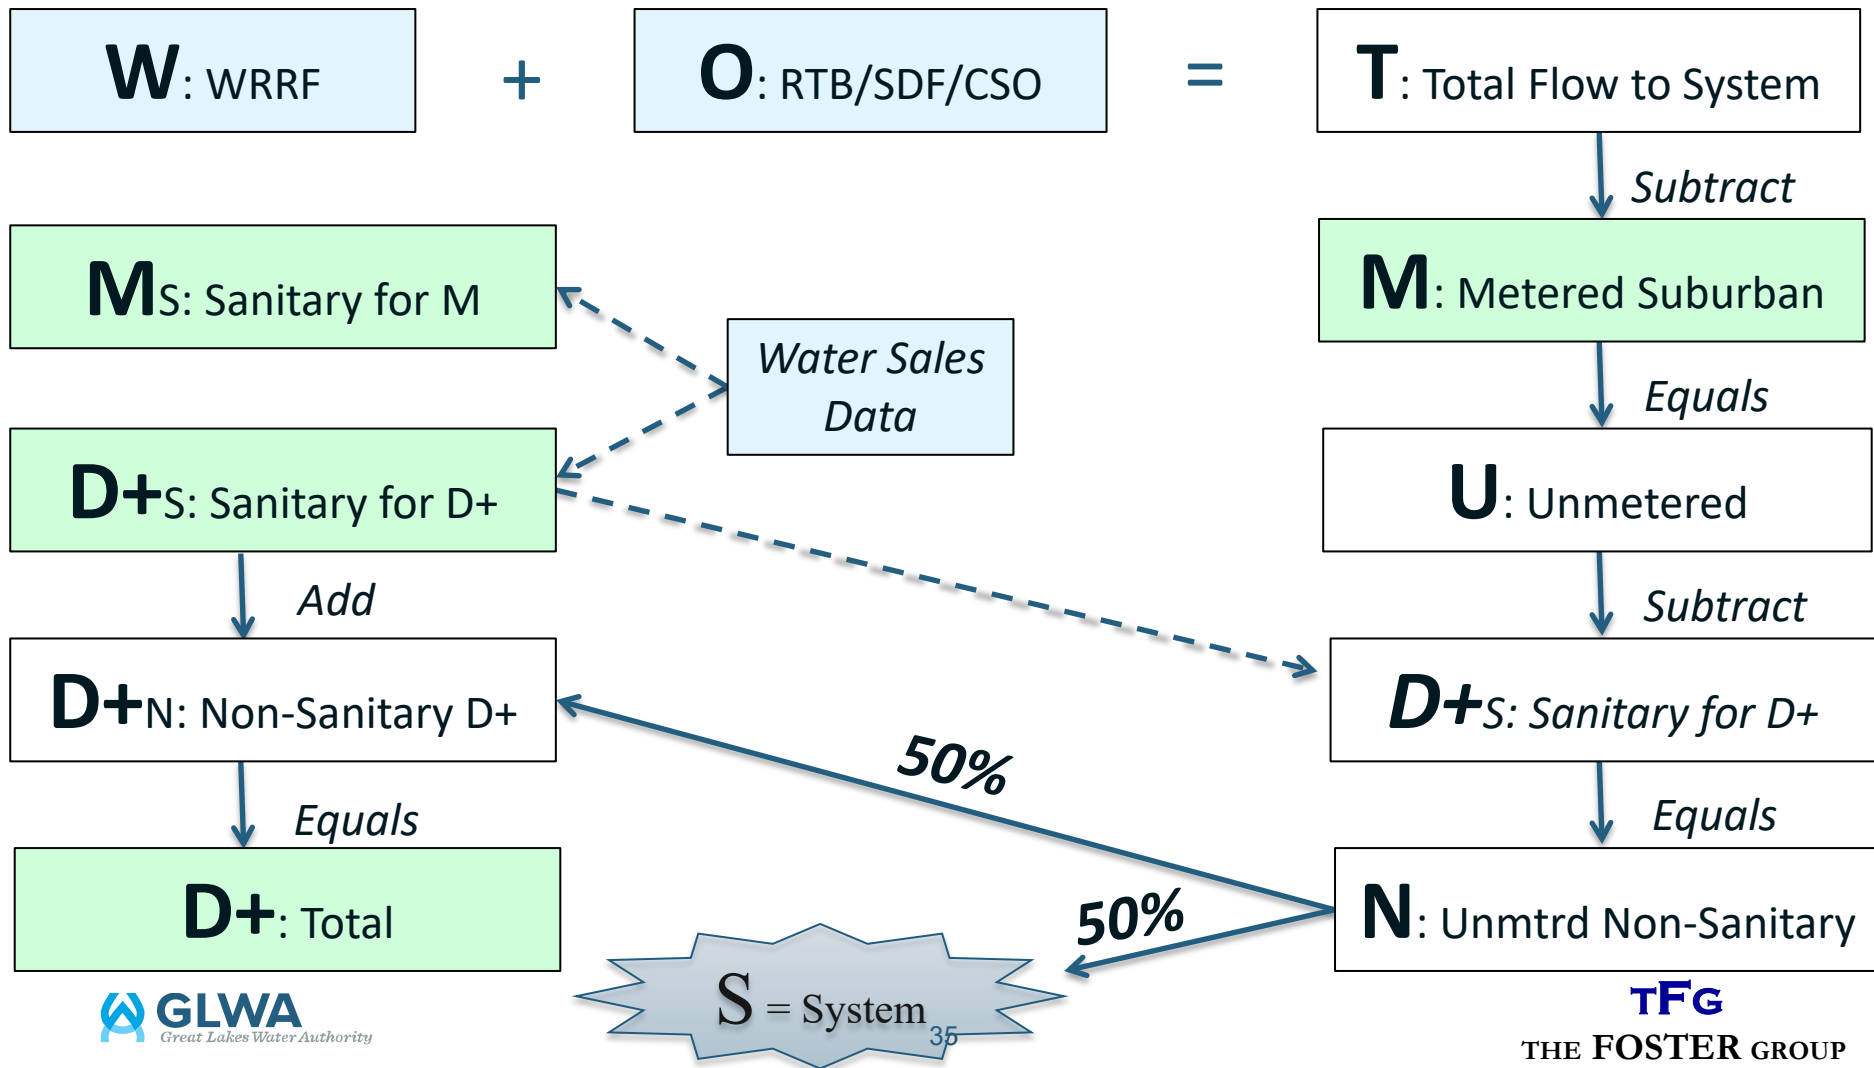 W: WRRF
+
O: RTB/SDF/CSO
=
T: Total Flow to System
Subtract
MS: Sanitary for M
M: Metered Suburban
Water Sales
Data
Equals
D+S: Sanitary for D+
U: Unmetered
Add
Subtract
D+N: Non-Sanitary D+
D+S: Sanitary for D+
50%
Equals
Equals
D+: Total
50%
N: Unmtrd Non-Sanitary
S = System
35
GLWA
Great Lakes Water Authority
TFG
THE FOSTER GROUP